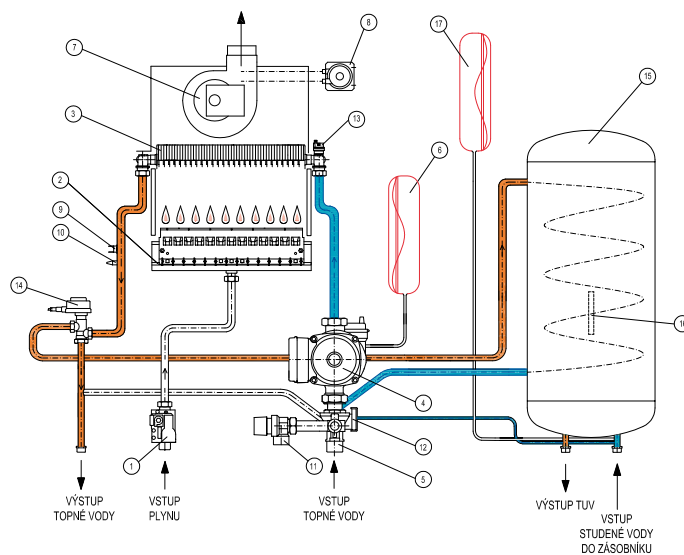 17
7
8
15
3
13
6
2
9
10
14
16
4
12
1
11
5
VÝSTUP
TOPNÉ VODY
VSTUP
PLYNU
VSTUP
TOPNÉ VODY
VÝSTUP TUV
VSTUP
STUDENÉ VODY
DO ZÁSOBNÍKU